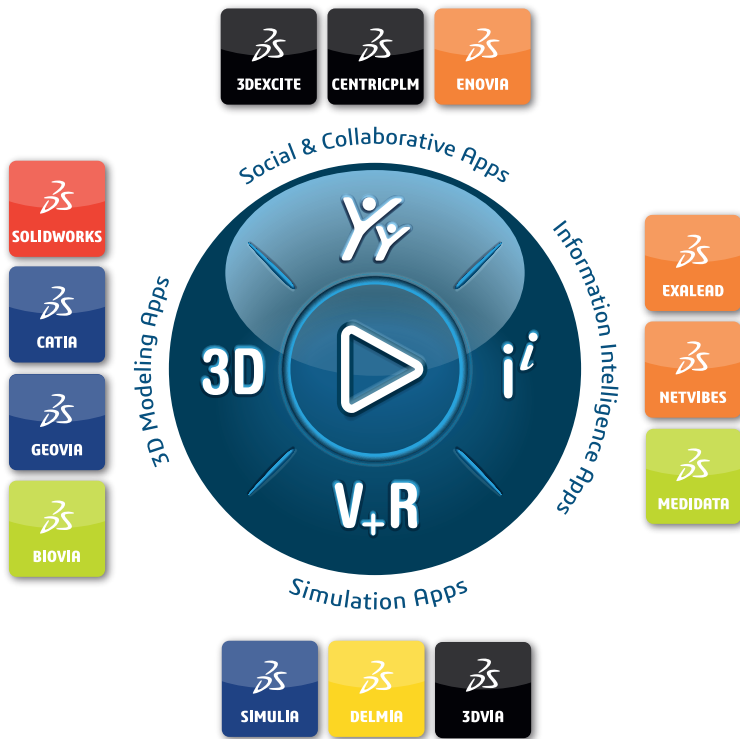 3DEXCITE
CENTRICPLM
ENOVIA
Social & Collaborative Apps
SOLIDWORKS
CATIA
GEOVIA
BIOVIA
3D Modeling Apps
3D
i i
V+R
Information Intelligence Apps
EXALEAD
NETVIBES
MEDIDATA
Simulation Apps
SIMULIA
DELMIA
3DVIA